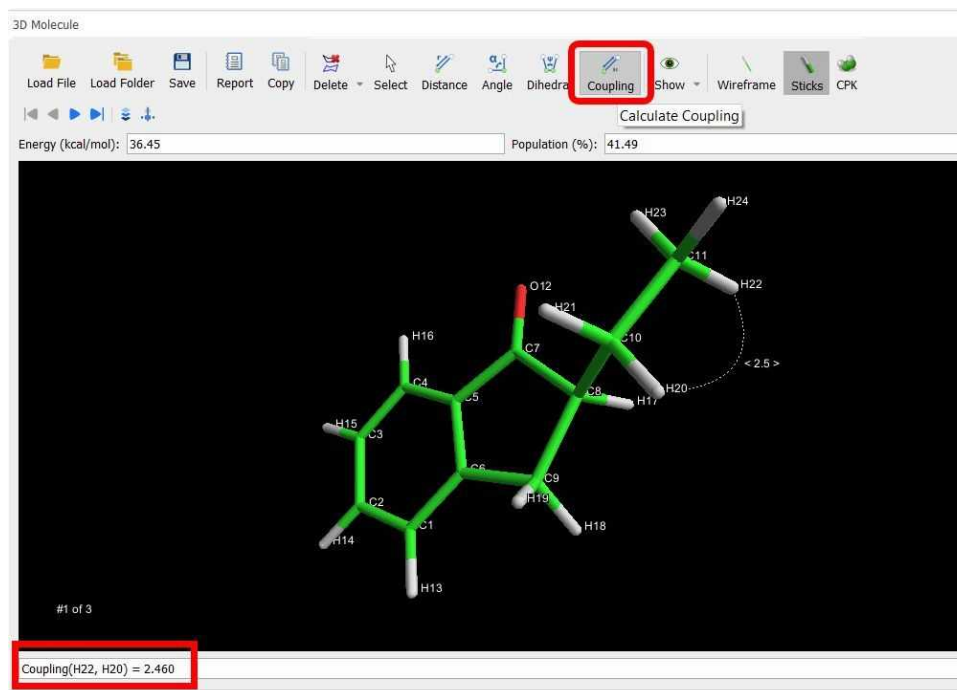 3D Molecule
Load File Load Folder Save Report Copy Delete Select Distance Angle Dihedra Coupling Show Wireframe Sticks CPK
Calculate Coupling
Energy (kcal/mol): 36.45 Population (%): 41.49
H24
H23
C11
H22
O12
H21
H16
C10
C7
< 2.5 >
C4
C8
H20
H17
C5
H15
C3
C6
C9
H19
C2
C1
H18
H14
H13
#1 of 3
Coupling(H22, H20) = 2.460